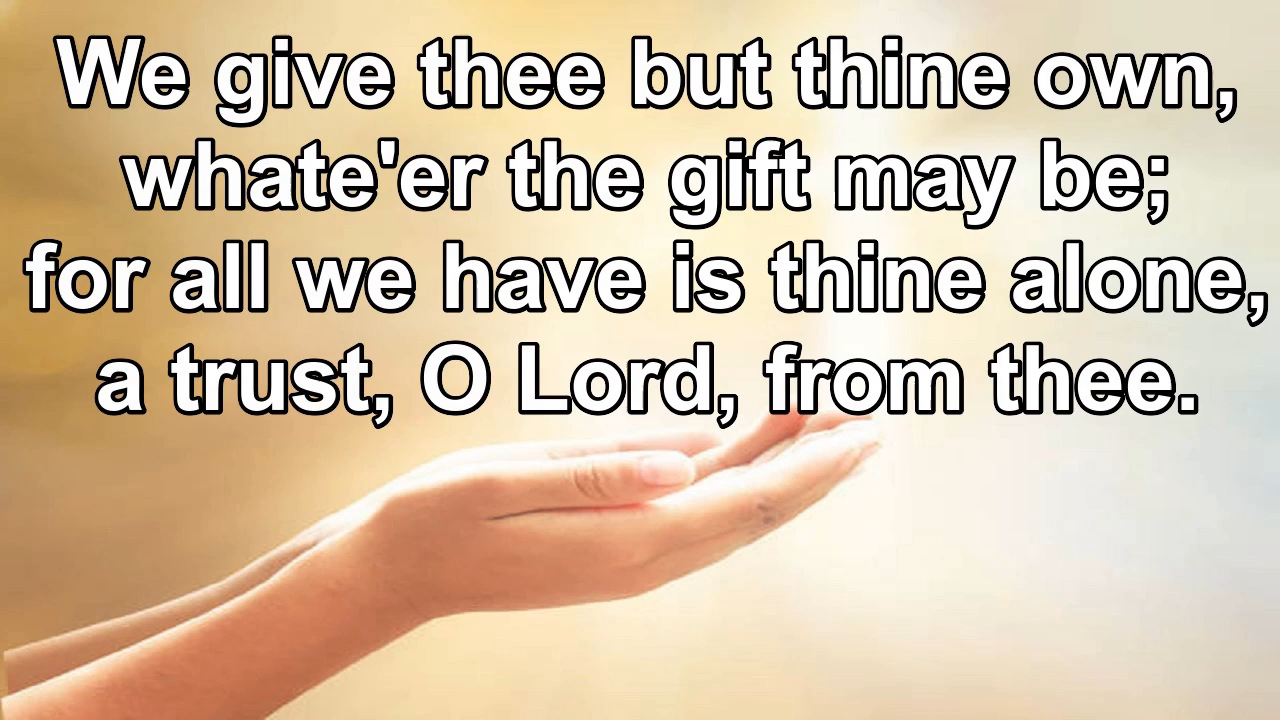 We give thee but thine own,
whate'er the gift may be;
for all we have is thine alone,
a trust, O Lord, from thee.